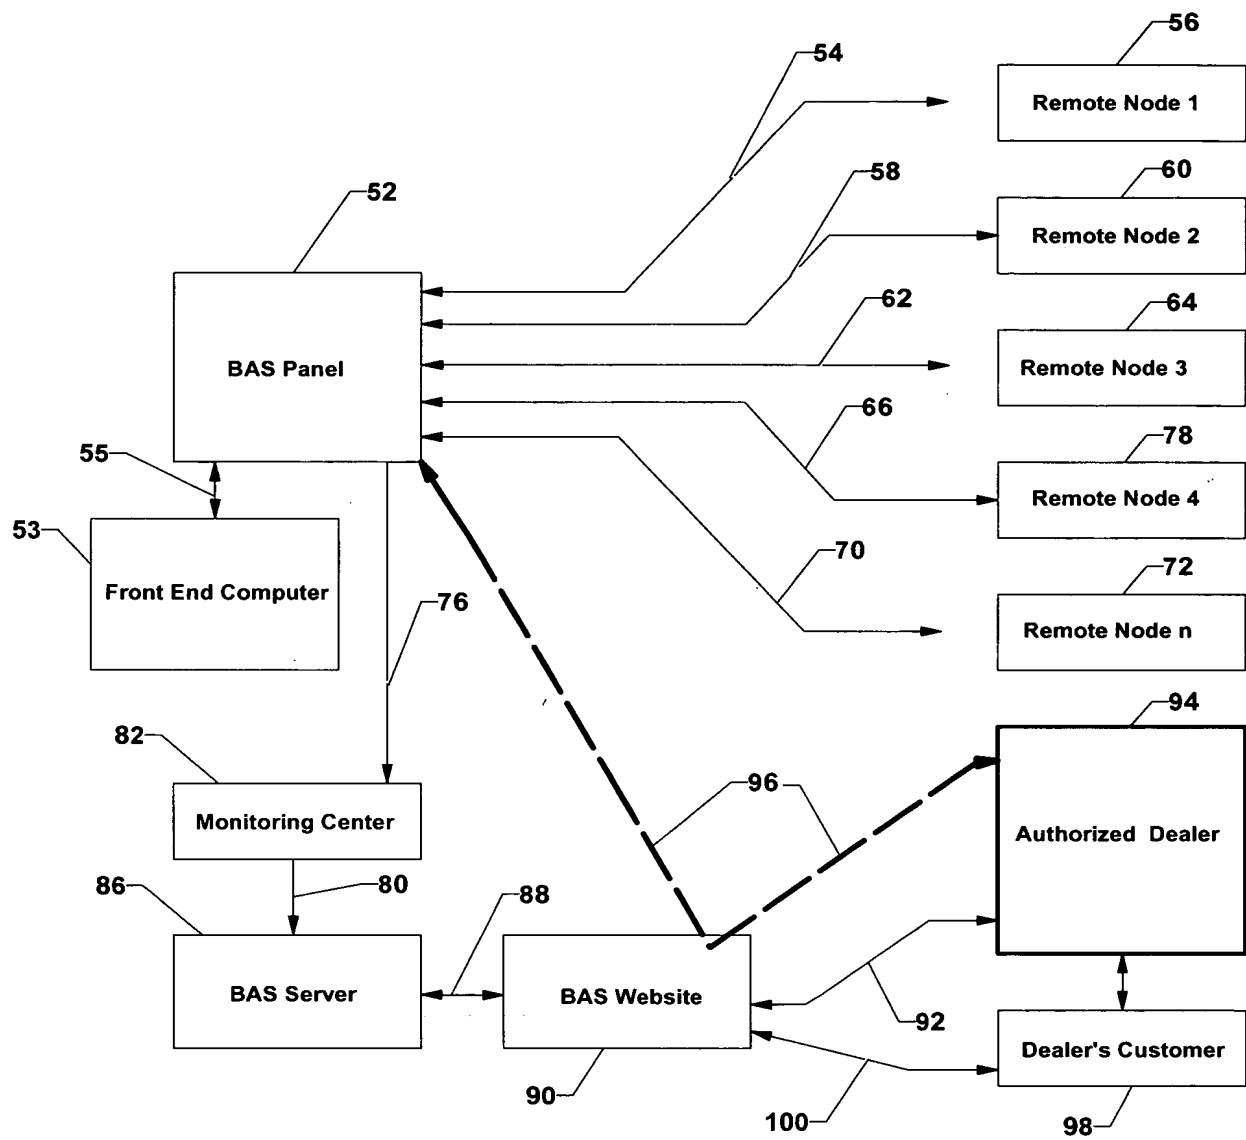 56
54
Remote Node 1
58
60
52
Remote Node 2
62
64
BAS Panel
Remote Node 3
66
78
55
Remote Node 4
53
70
72
Front End Computer
76
Remote Node n
94
82
96
Monitoring Center
Authorized Dealer
86
80
88
BAS Server
BAS Website
92
Dealer's Customer
90
100
98